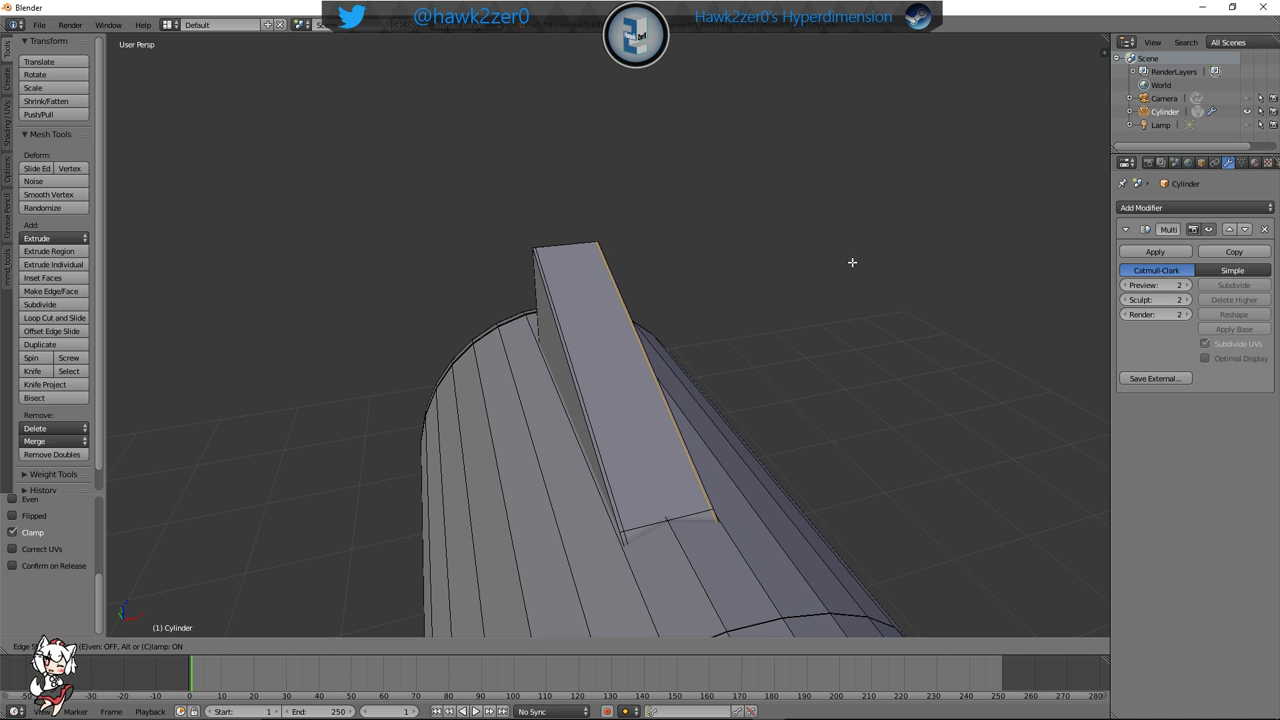 Blender
@hawk2zer0
Hawk2zer0's Hyperdimension
File Render Window Help Default
View Search All Scenes
Tools
Create
Shading / UVs
Options
Grease Pencil
mmd_tools
Transform
Translate
Rotate
Scale
Shrink/Fatten
Push/Pull
Mesh Tools
Deform:
Slide Ed Vertex
Noise
Smooth Vertex
Randomize
Add:
Extrude
Extrude Region
Extrude Individual
Inset Faces
Make Edge/Face
Subdivide
Loop Cut and Slide
Offset Edge Slide
Duplicate
Spin Screw
Knife Select
Knife Project
Bisect
Remove:
Delete
Merge
Remove Doubles
Weight Tools
History
Even
Flipped
Clamp
Correct UVs
Confirm on Release
User Persp
(1) Cylinder
Scene
RenderLayers
World
Camera
Cylinder
Lamp
Cylinder
Add Modifier
Multi
Apply Copy
Catmull-Clark Simple
Preview: 2 Subdivide
Sculpt: 2 Delete Higher
Render: 2 Reshape
Apply Base
Subdivide UVs
Optimal Display
Save External...
(E)ven: OFF, Alt or (C)lamp: ON
-30 -20 -10 0 10 20 30 40 50 60 70 80 90 100 110 120 130 140 150 160 170 180 190 200 210 220 230 240 250 260 270 280
Marker Frame Playback Start: 1 End: 250 1 No Sync